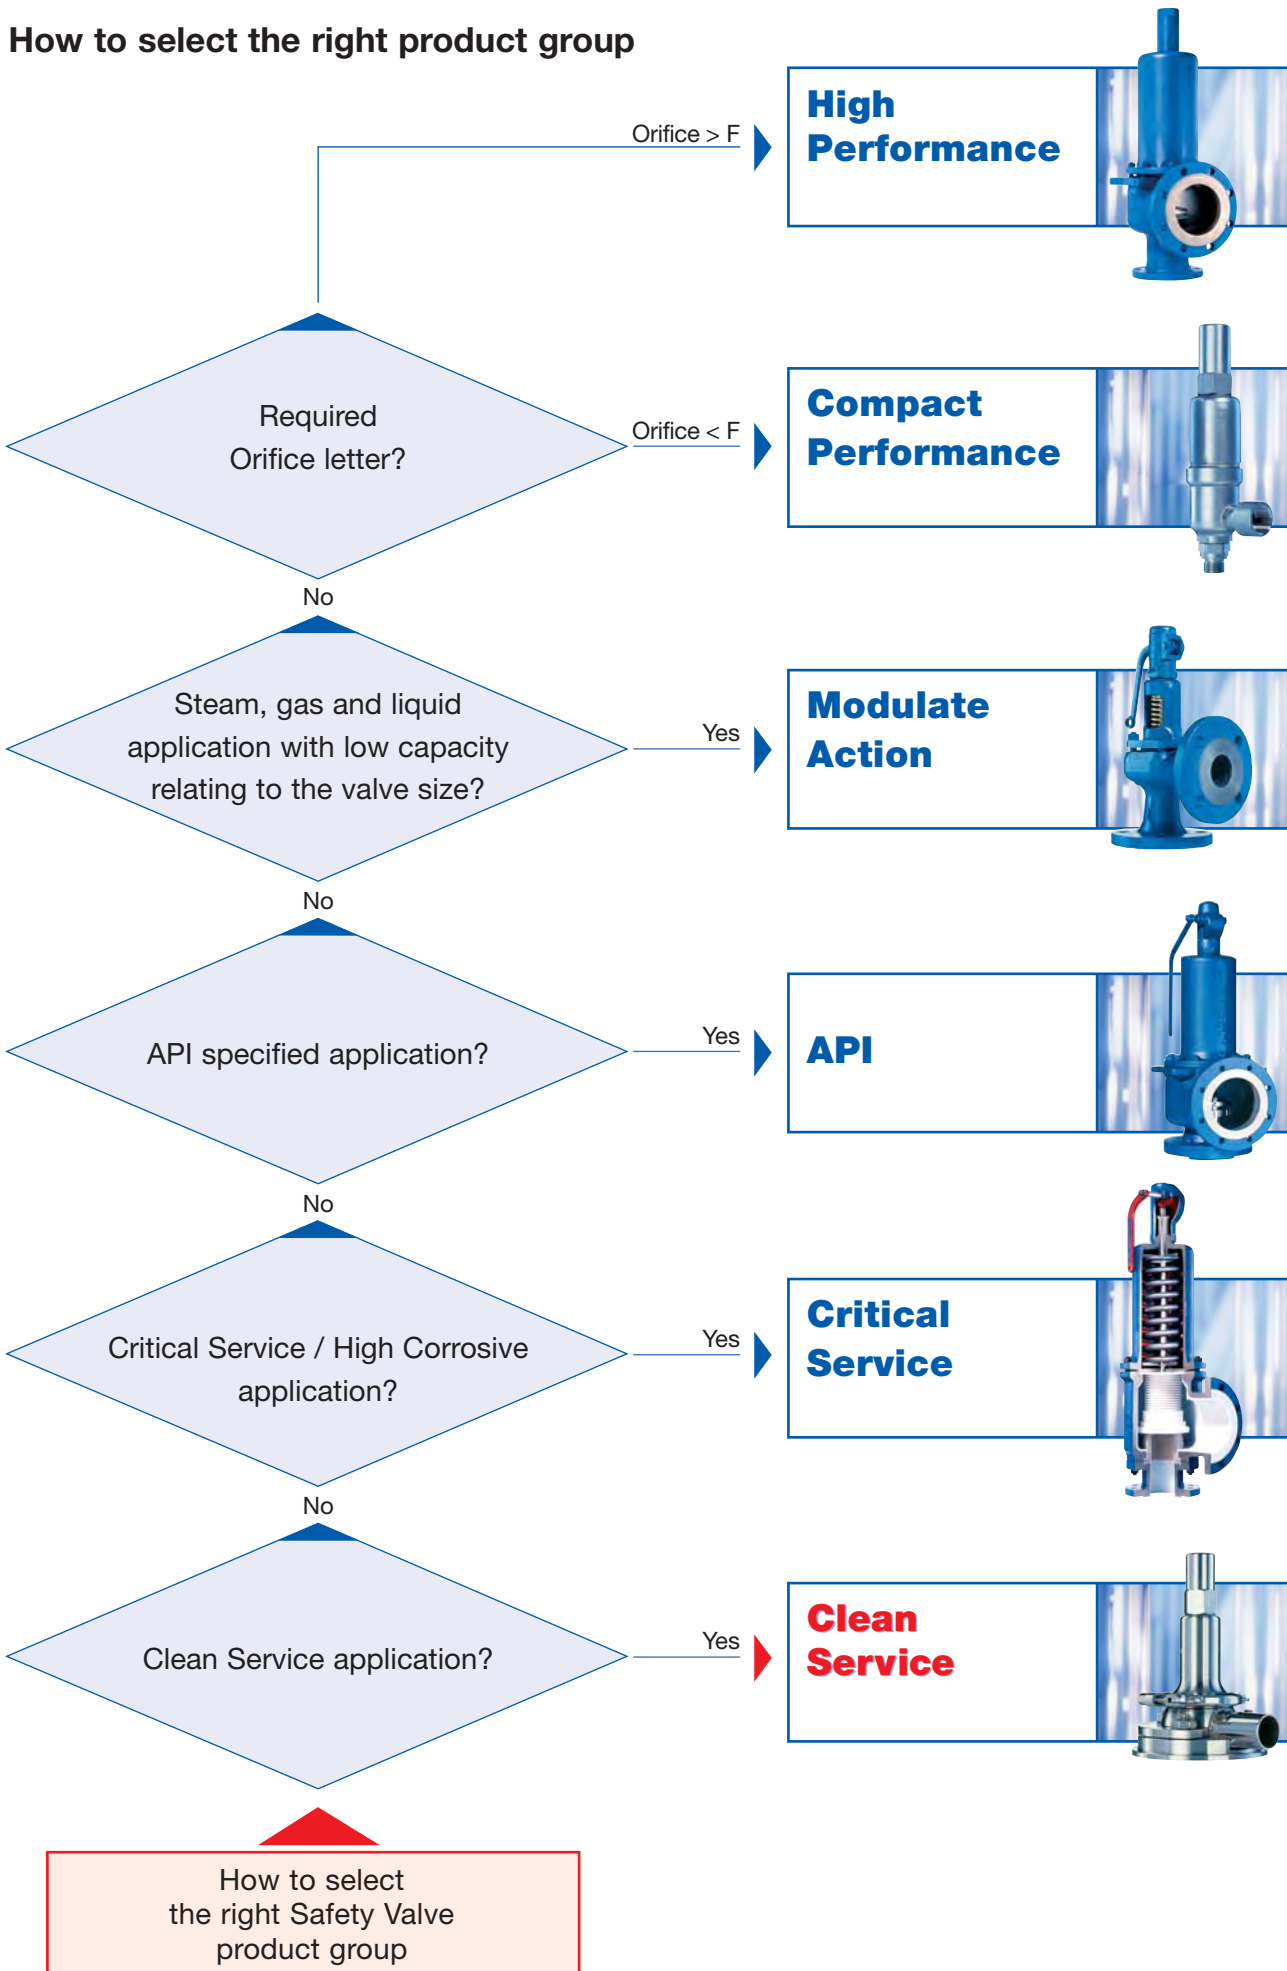 How to select the right product group
Orifice > F
High
Performance
Required
Orifice letter?
Orifice < F
Compact
Performance
No
Steam, gas and liquid
application with low capacity
relating to the valve size?
Yes
Modulate
Action
No
API specified application?
Yes
API
No
Critical Service / High Corrosive
application?
Yes
Critical
Service
No
Clean Service application?
Yes
Clean
Service
How to select
the right Safety Valve
product group